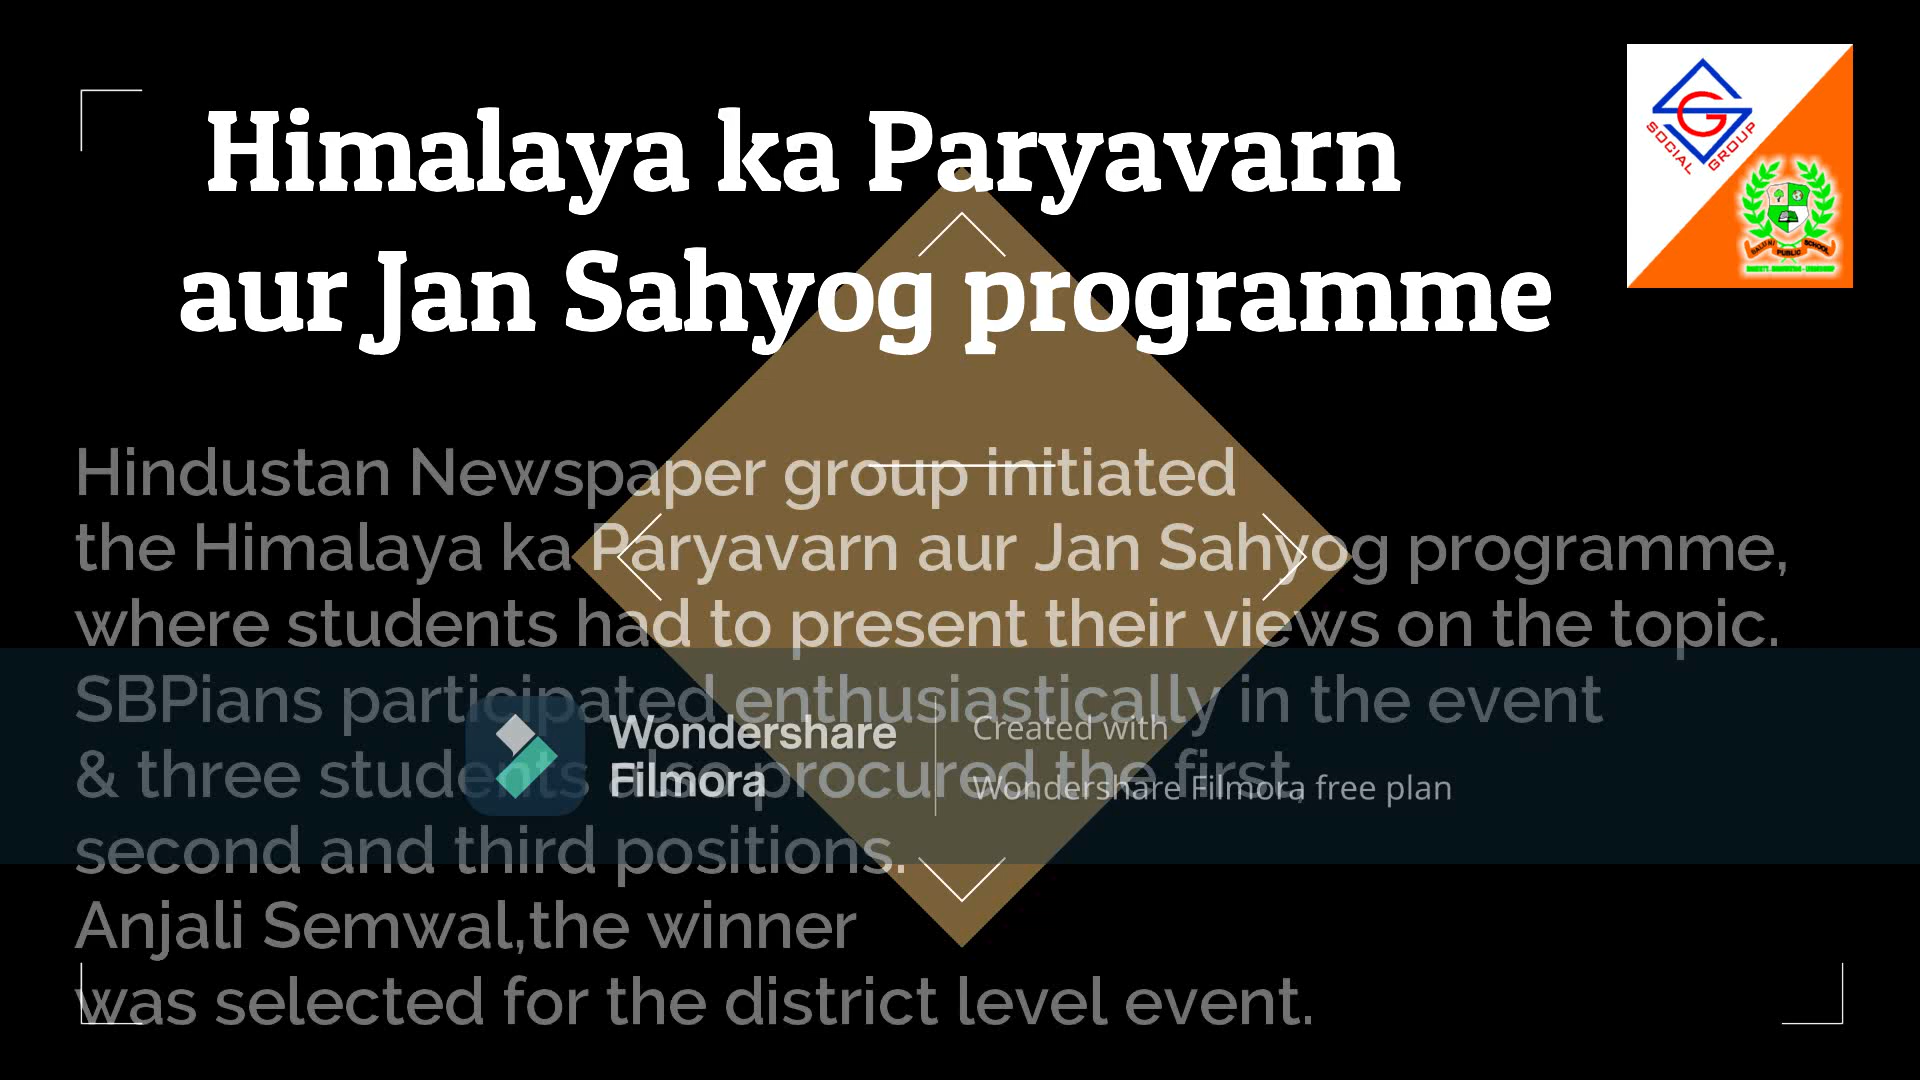 Himalaya ka Paryavarn
aur Jan Sahyog programme
SOCIAL GROUP
PUBLIC SCHOOL
Hindustan Newspaper group initiated
the Himalaya ka Paryavarn aur Jan Sahyog programme,
where students had to present their views on the topic.
SBPians participated enthusiastically in the event
& three students also procured the first,
second and third positions.
Anjali Semwal,the winner
was selected for the district level event.
Wondershare
Filmora
Created with
Wondershare Filmora free plan